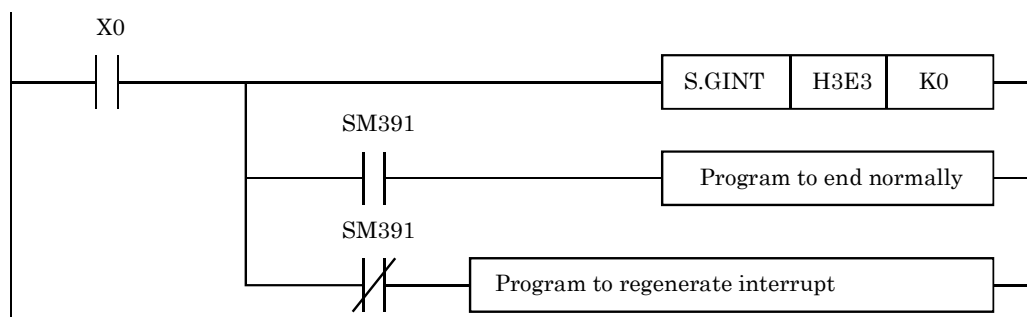 X0
S.GINT H3E3 K0
SM391
Program to end normally
SM391
Program to regenerate interrupt